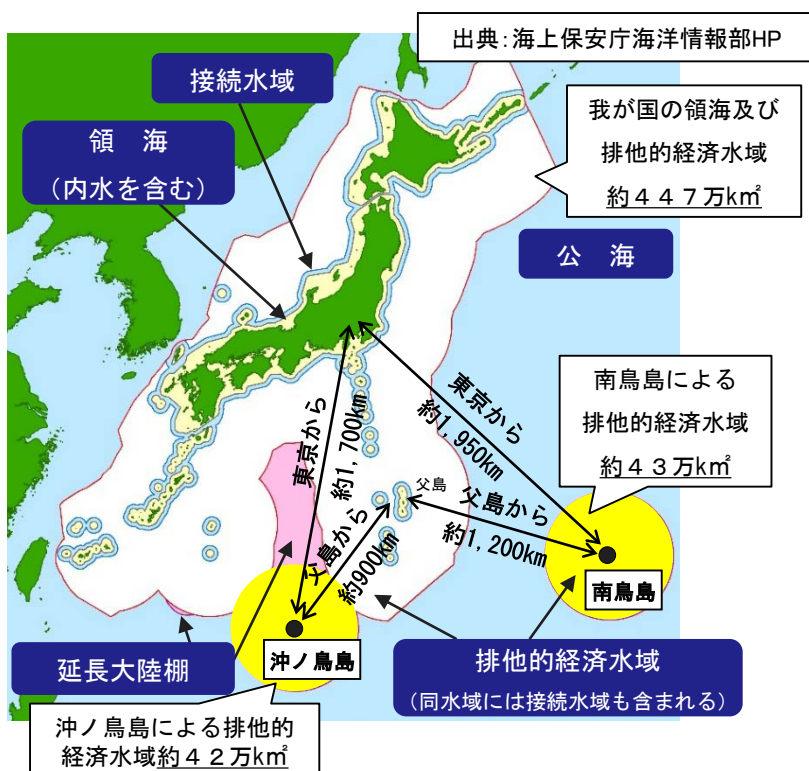 出典：海上保安庁海洋情報部HP
接続水域
領　海
（内水を含む）
我が国の領海及び
排他的経済水域
約４４７万k㎡
公　海
南鳥島による
排他的経済水域
約４３万k㎡
東京から
約1,700km
東京から
約1,950km
父島
父島から
約900km
父島から
約1,200km
南鳥島
沖ノ鳥島
延長大陸棚
排他的経済水域
（同水域には接続水域も含まれる）
沖ノ鳥島による排他的
経済水域約４２万k㎡